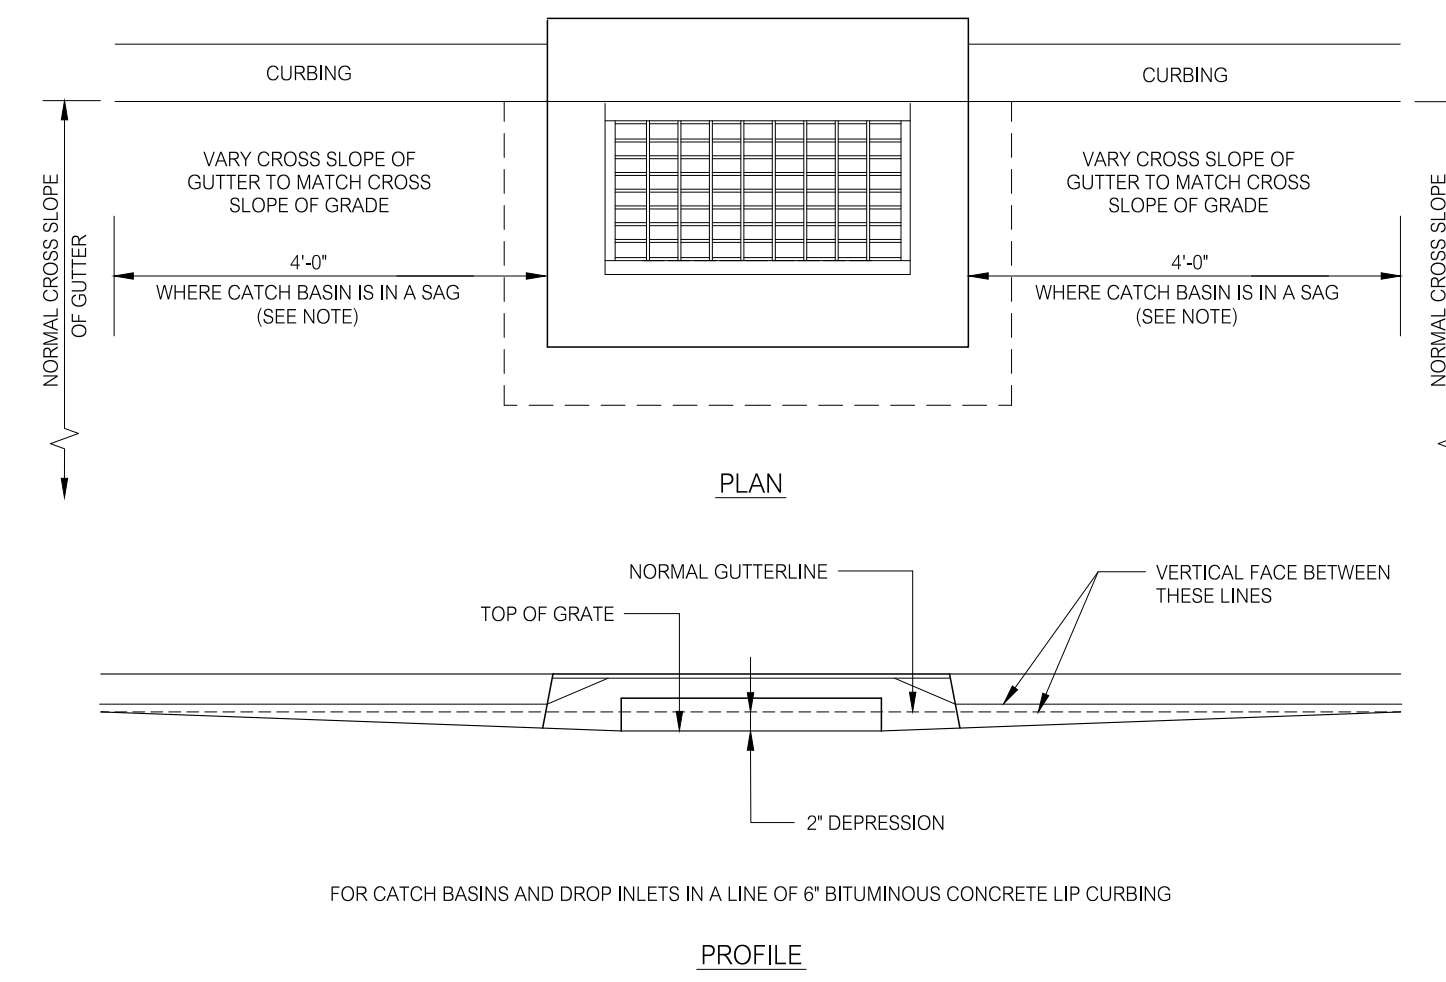 CURBING
CURBING
VARY CROSS SLOPE OF
GUTTER TO MATCH CROSS
SLOPE OF GRADE
VARY CROSS SLOPE OF
GUTTER TO MATCH CROSS
SLOPE OF GRADE
NORMAL CROSS SLOPE
OF GUTTER
4'-0"
WHERE CATCH BASIN IS IN A SAG
(SEE NOTE)
4'-0"
WHERE CATCH BASIN IS IN A SAG
(SEE NOTE)
NORMAL CROSS SLOPE
PLAN
NORMAL GUTTERLINE
TOP OF GRATE
VERTICAL FACE BETWEEN
THESE LINES
2" DEPRESSION
FOR CATCH BASINS AND DROP INLETS IN A LINE OF 6" BITUMINOUS CONCRETE LIP CURBING
PROFILE